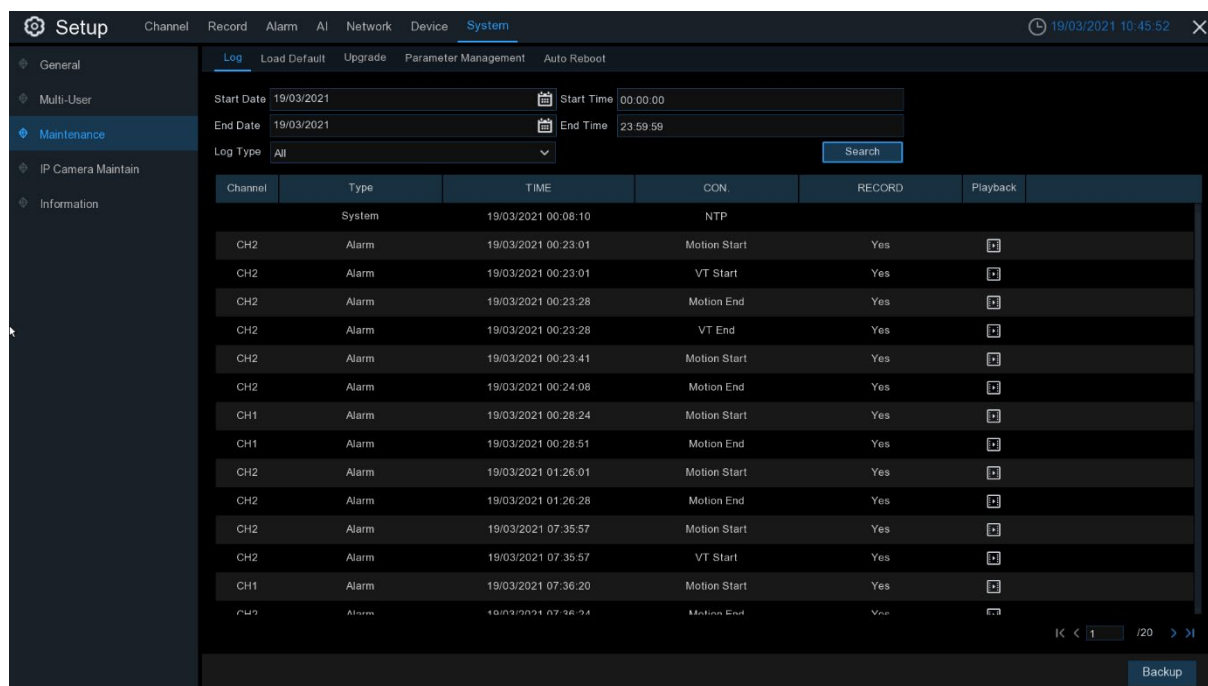 Setup Channel Record Alarm AI Network Device System 19/03/2021 10:45:52
General
Multi-User
Maintenance
IP Camera Maintain
Information
Log Load Default Upgrade Parameter Management Auto Reboot
Start Date 19/03/2021 Start Time 00:00:00
End Date 19/03/2021 End Time 23:59:59
Log Type All Search
Channel Type TIME CON. RECORD Playback
System 19/03/2021 00:08:10 NTP
CH2 Alarm 19/03/2021 00:23:01 Motion Start Yes
CH2 Alarm 19/03/2021 00:23:01 VT Start Yes
CH2 Alarm 19/03/2021 00:23:28 Motion End Yes
CH2 Alarm 19/03/2021 00:23:28 VT End Yes
CH2 Alarm 19/03/2021 00:23:41 Motion Start Yes
CH2 Alarm 19/03/2021 00:24:08 Motion End Yes
CH1 Alarm 19/03/2021 00:28:24 Motion Start Yes
CH1 Alarm 19/03/2021 00:28:51 Motion End Yes
CH2 Alarm 19/03/2021 01:26:01 Motion Start Yes
CH2 Alarm 19/03/2021 01:26:28 Motion End Yes
CH2 Alarm 19/03/2021 07:35:57 Motion Start Yes
CH2 Alarm 19/03/2021 07:35:57 VT Start Yes
CH1 Alarm 19/03/2021 07:36:20 Motion Start Yes
CH2 Alarm 19/03/2021 07:36:24 Motion End Yes
1 /20
Backup